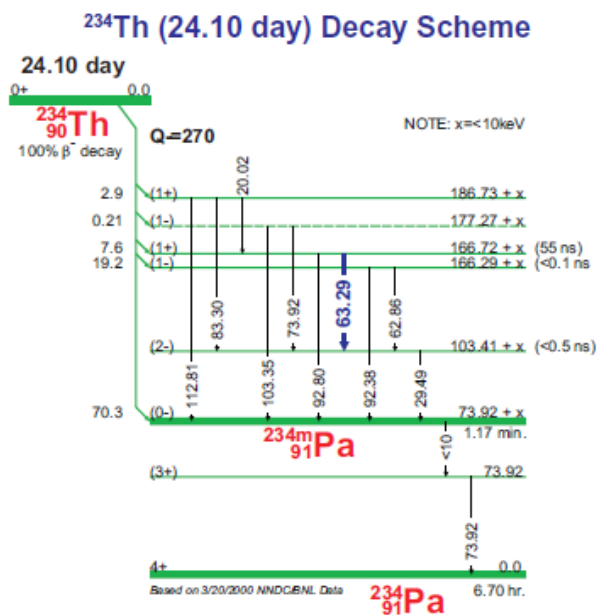 234Th (24.10 day) Decay Scheme
24.10 day
0+ 0.0
234
90Th
100% β- decay
Q-=270
NOTE: x=<10keV
20.02
2.9 (1+) 186.73 + x
0.21 (1-) 177.27 + x
7.6 (1+) 166.72 + x (55 ns)
19.2 (1-) 166.29 + x (<0.1 ns
83.30 73.92 63.29 62.86
(2-) 103.41 + x (<0.5 ns)
112.81 103.35 92.80 92.38 29.49
70.3 (0-) 73.92 + x
234m
91Pa
1.17 min.
<10
(3+) 73.92
73.92
4+ 0.0
Based on 3/20/2000 NNDC/BNL Data
234
91Pa
6.70 hr.